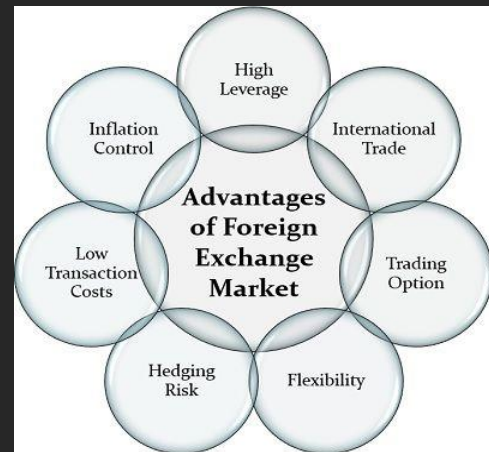 High
Leverage
International
Trade
Trading
Option
Flexibility
Hedging
Risk
Low
Transaction
Costs
Inflation
Control
Advantages
of Foreign
Exchange
Market